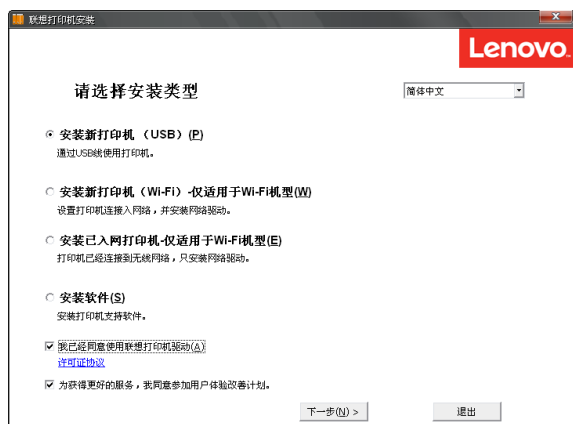 联想打印机安装
Lenovo.
请选择安装类型
简体中文
安装新打印机 （USB）(P)
通过USB线使用打印机。
安装新打印机（Wi-Fi）-仅适用于Wi-Fi机型(W)
设置打印机连接入网络，并安装网络驱动。
安装已入网打印机-仅适用于Wi-Fi机型(E)
打印机已经连接到无线网络，只安装网络驱动。
安装软件(S)
安装打印机支持软件。
我已经同意使用联想打印机驱动(A)
许可证协议
为获得更好的服务，我同意参加用户体验改善计划。
下一步(N) >
退出